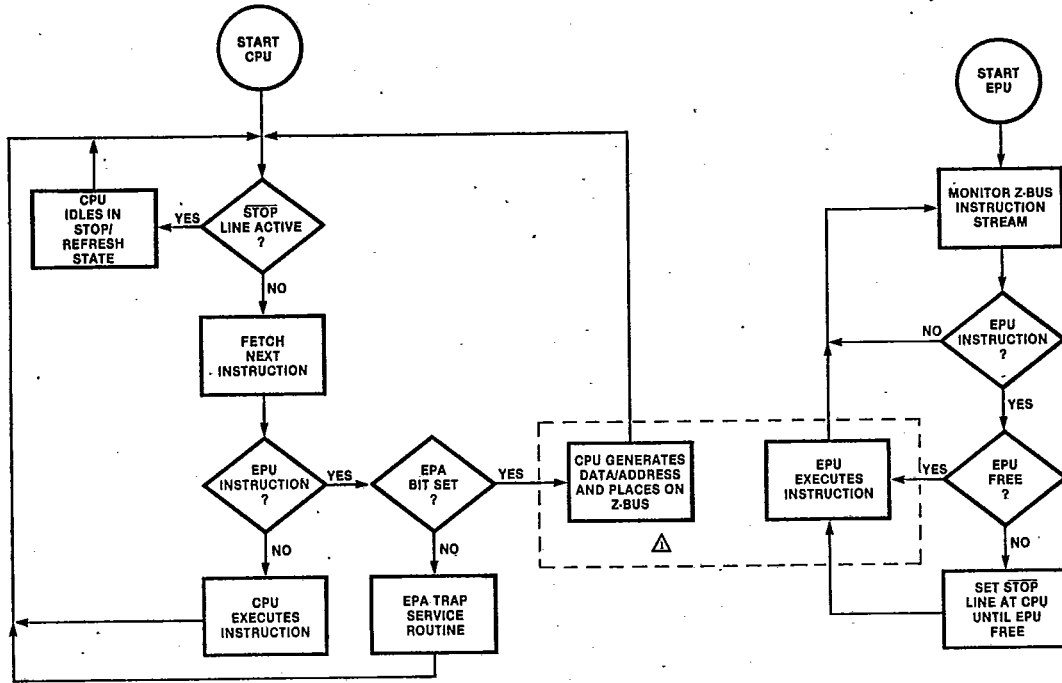 START
CPU
START
EPU
CPU
IDLES IN
STOP/
REFRESH
STATE
YES
STOP
LINE ACTIVE
?
NO
MONITOR Z-BUS
INSTRUCTION
STREAM
FETCH
NEXT
INSTRUCTION
NO
EPU
INSTRUCTION
?
YES
EPU
INSTRUCTION
?
YES
EPA
BIT SET
?
YES
CPU GENERATES
DATA/ADDRESS
AND PLACES ON
Z-BUS
EPU
EXECUTES
INSTRUCTION
YES
EPU
FREE
?
NO
NO
NO
1
CPU
EXECUTES
INSTRUCTION
EPA TRAP
SERVICE
ROUTINE
SET STOP
LINE AT CPU
UNTIL EPU
FREE